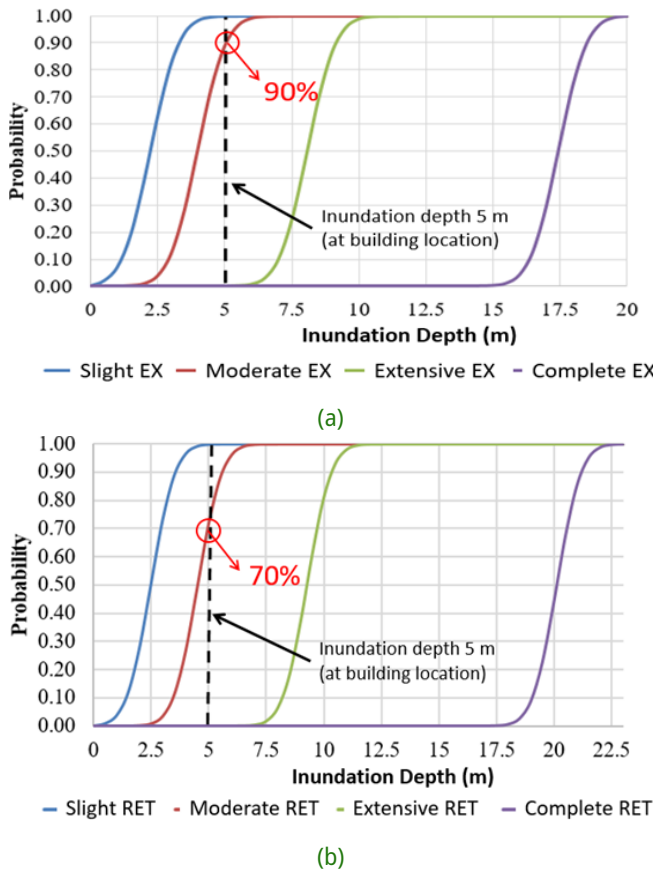 1.00
0.90
0.80
0.70
0.60
0.50
0.40
0.30
0.20
0.10
0.00
Probability
90%
Inundation depth 5 m
(at building location)
0 2.5 5 7.5 10 12.5 15 17.5 20
Inundation Depth (m)
Slight EX Moderate EX Extensive EX Complete EX
(a)
1.00
0.90
0.80
0.70
0.60
0.50
0.40
0.30
0.20
0.10
0.00
Probability
70%
Inundation depth 5 m
(at building location)
0 2.5 5 7.5 10 12.5 15 17.5 20 22.5
Inundation Depth (m)
Slight RET Moderate RET Extensive RET Complete RET
(b)